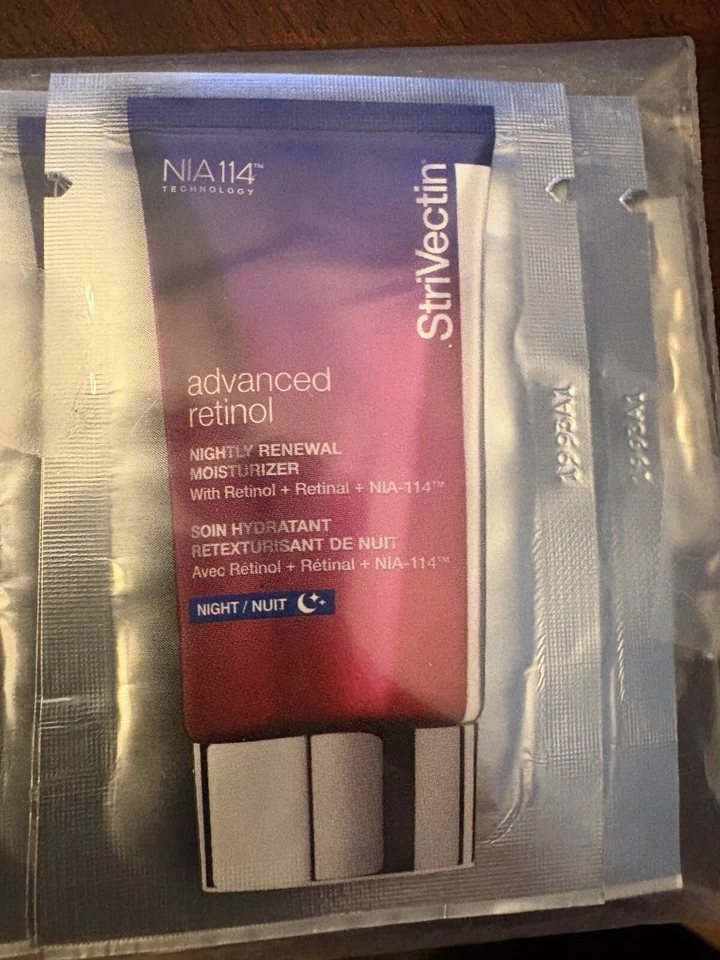 NIA114™
TECHNOLOGY
StriVectin
advanced
retinol
NIGHTLY RENEWAL
MOISTURIZER
With Retinol + Retinal + NIA-114™
SOIN HYDRATANT
RETEXTURISANT DE NUIT
Avec Rétinol + Rétinal + NIA-114™
NIGHT / NUIT